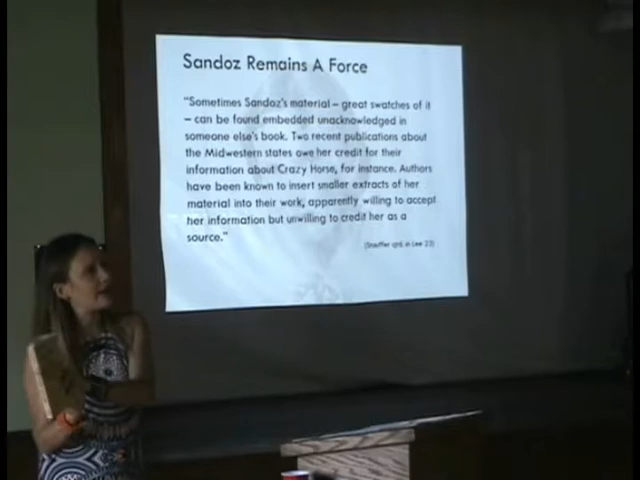 Sandoz Remains A Force
"Sometimes Sandoz's material – great swatches of it
– can be found embedded unacknowledged in
someone else's book. Two recent publications about
the Midwestern states owe her credit for their
information about Crazy Horse, for instance. Authors
have been known to insert smaller extracts of her
material into their work, apparently willing to accept
her information but unwilling to credit her as a
source."
(Stauffer qtd. in Lee 23)